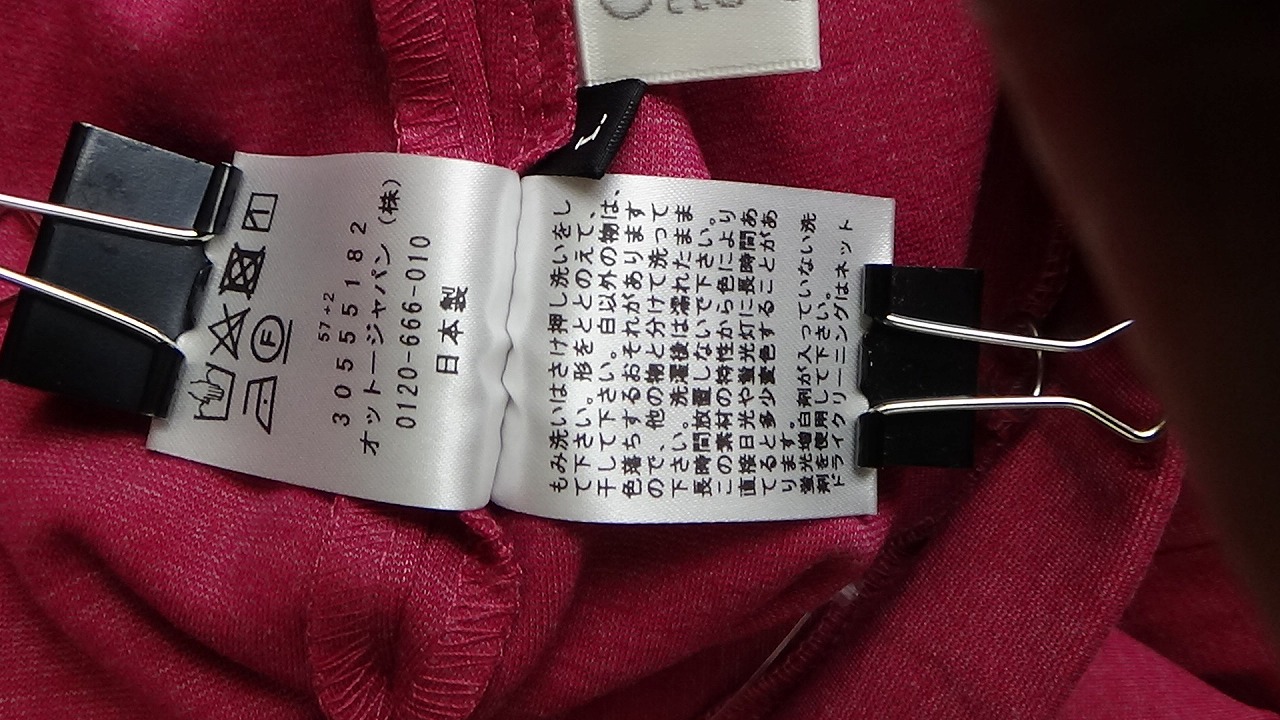 57+2
3055182
オットージャパン（株）
0120-666-010
日本製
もみ洗いはさけ押し洗いをし
て下さい。形をととのえて、
干して下さい。白以外の物は、
色落ちするおそれがあります
ので、他の物と分けて洗って
下さい。洗濯後は濡れたまま
長時間放置しないで下さい。
この素材の特性から色により
直接日光や蛍光灯に長時間あ
てると多少変色することがあ
ります。
蛍光増白剤が入っていない洗
剤を使用して下さい。
ドライクリーニングはネット
L